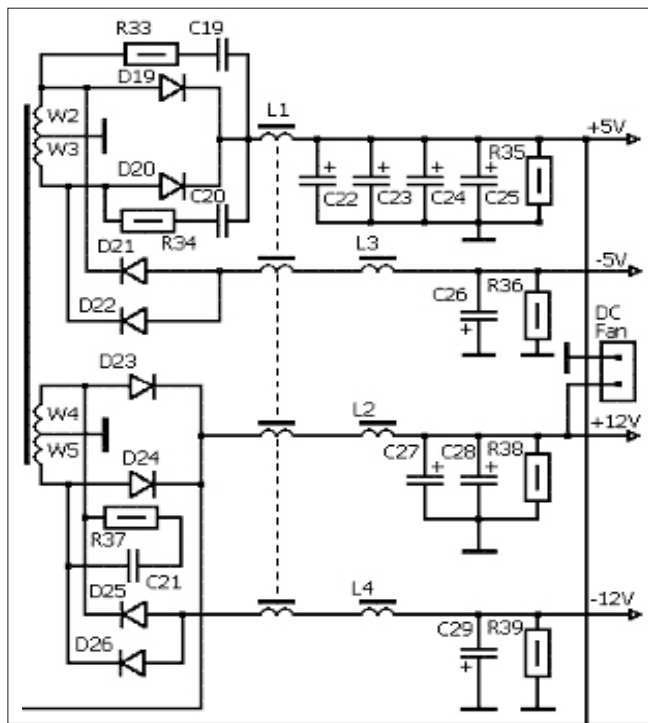 R33
C19
D19
L1
W2
+5V
W3
R35
D20
C20
C22
C23
C24
C25
R34
D21
L3
-5V
D22
C26
R36
DC
Fan
D23
W4
L2
+12V
W5
D24
C27
C28
R38
R37
C21
D25
L4
-12V
D26
C29
R39
+
+
+
+
+
+
+
+